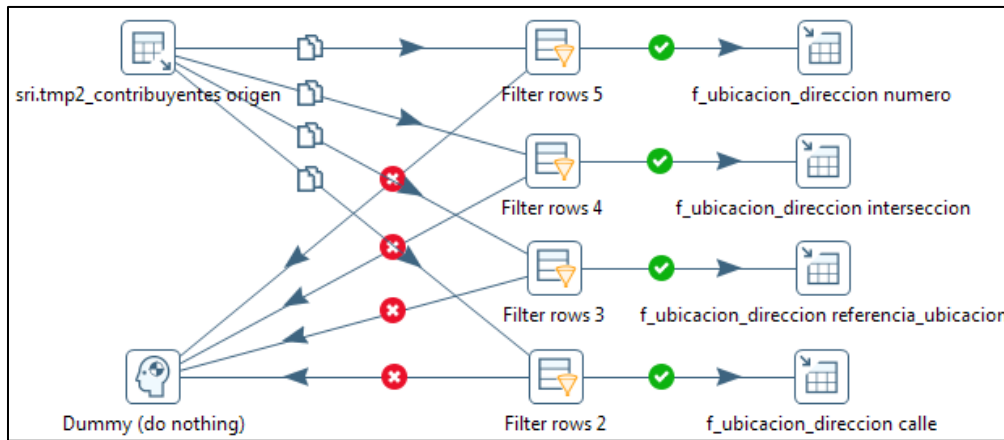 sri.tmp2_contribuyentes origen
Filter rows 5
f_ubicacion_direccion numero
Filter rows 4
f_ubicacion_direccion interseccion
Filter rows 3
f_ubicacion_direccion referencia_ubicacion
Dummy (do nothing)
Filter rows 2
f_ubicacion_direccion calle